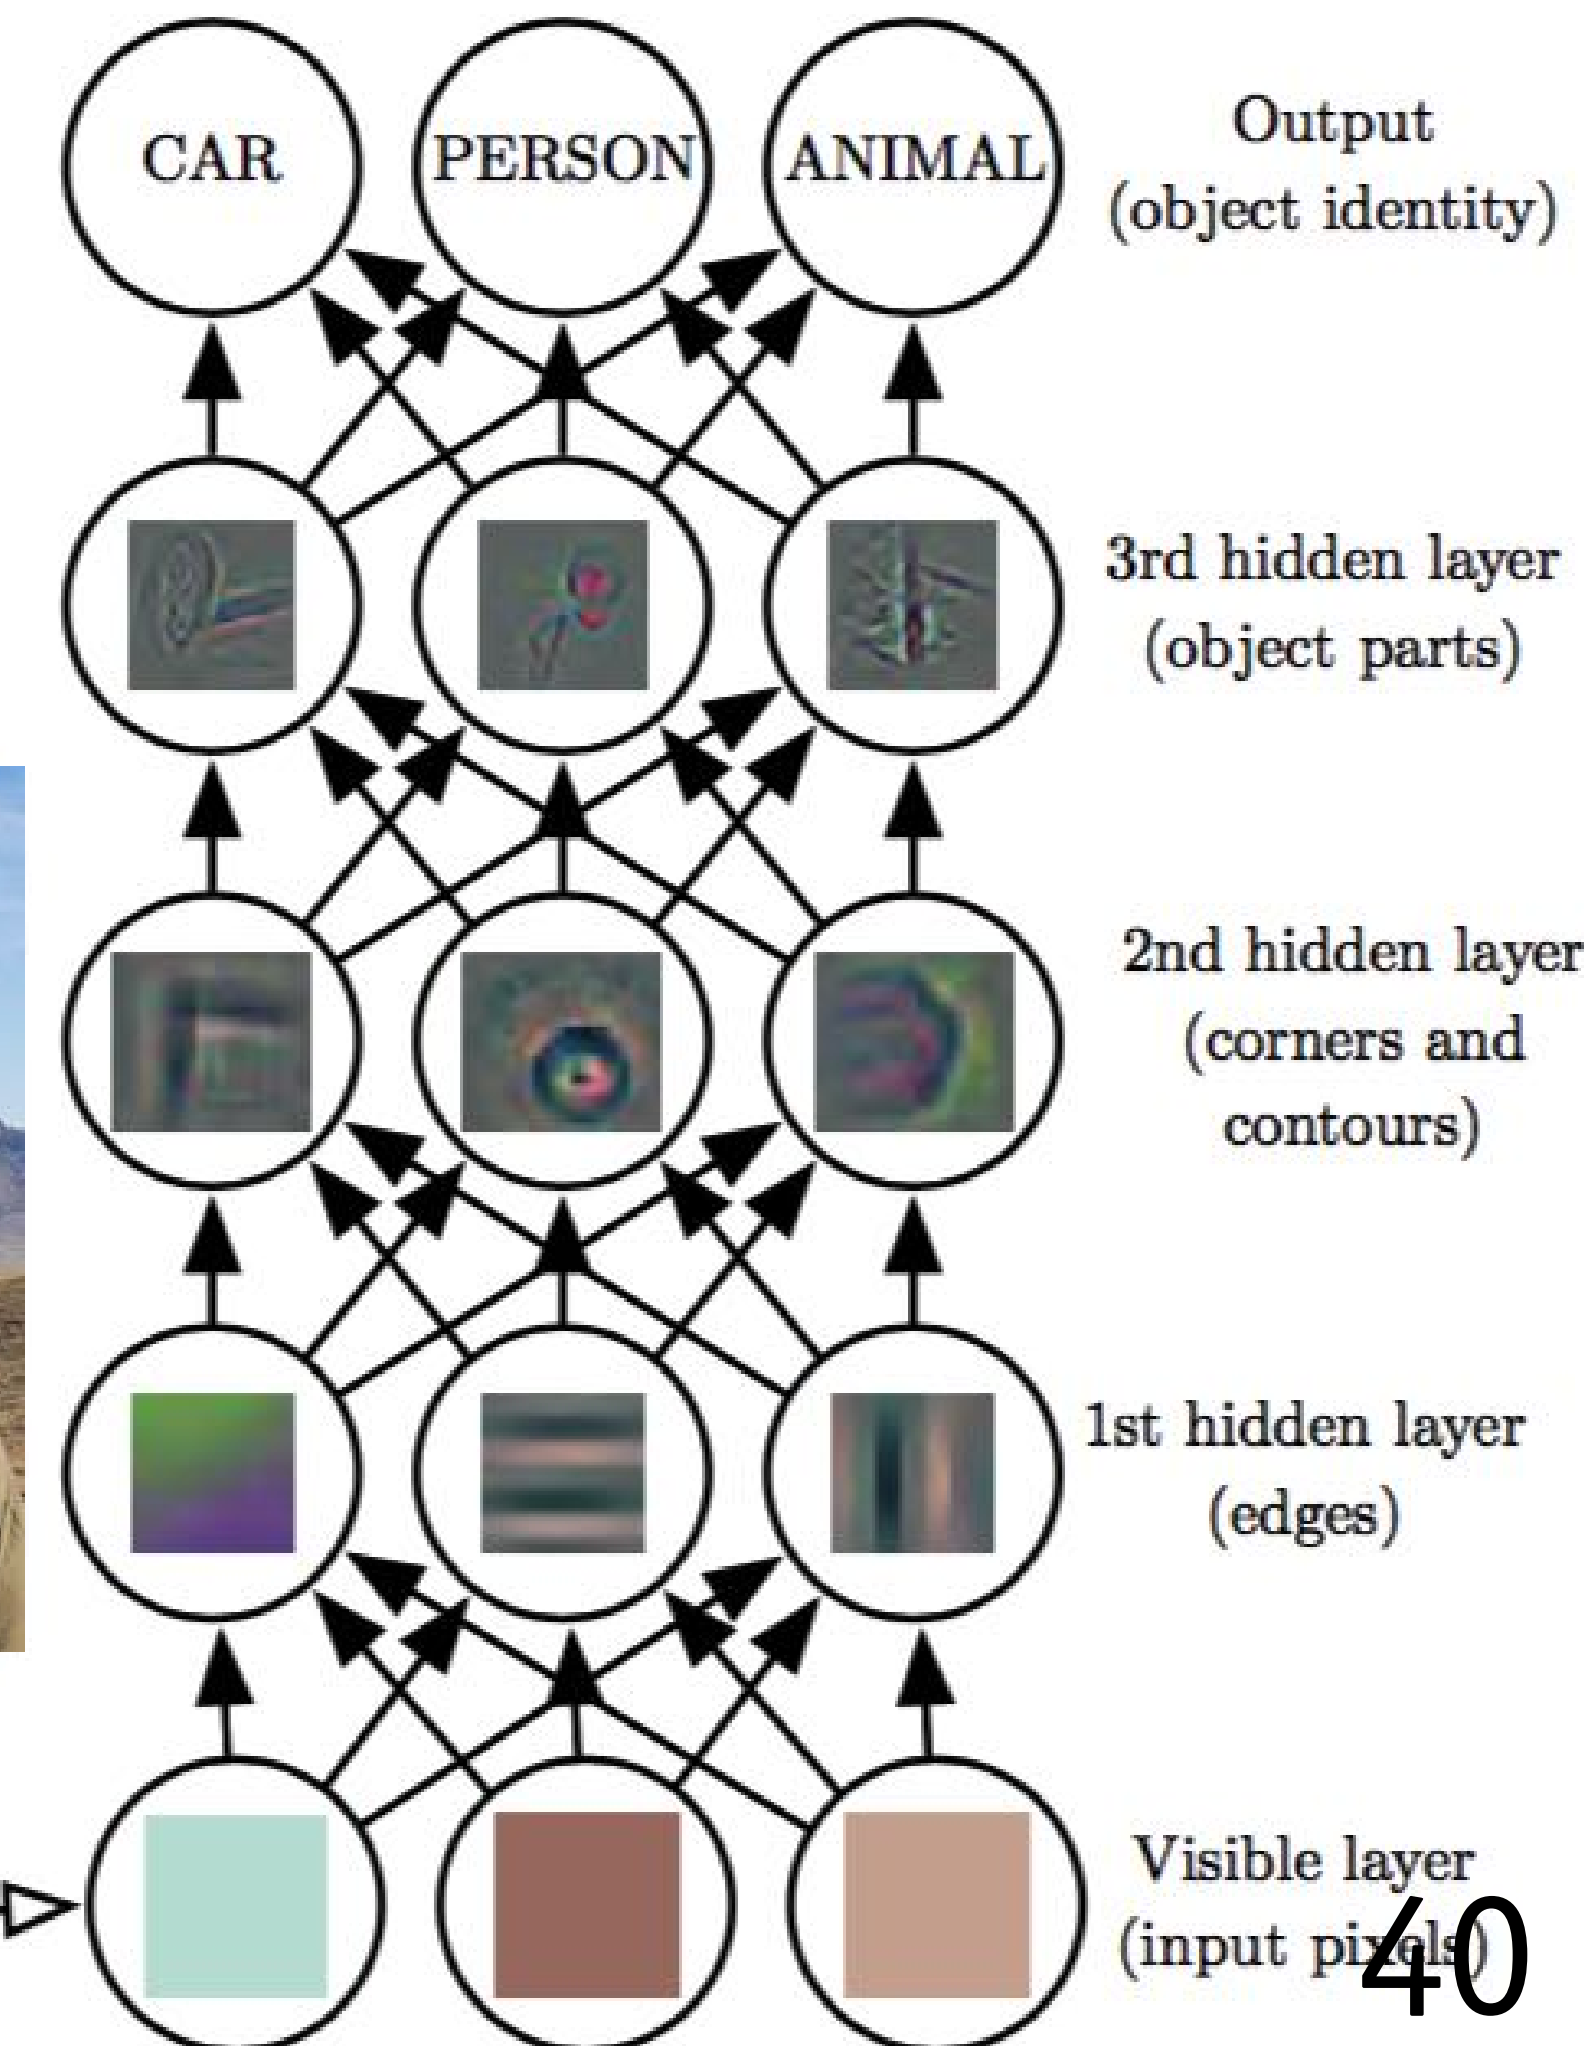 CAR PERSON ANIMAL
Output
(object identity)
3rd hidden layer
(object parts)
2nd hidden layer
(corners and
contours)
1st hidden layer
(edges)
Visible layer
(input pixels)
40